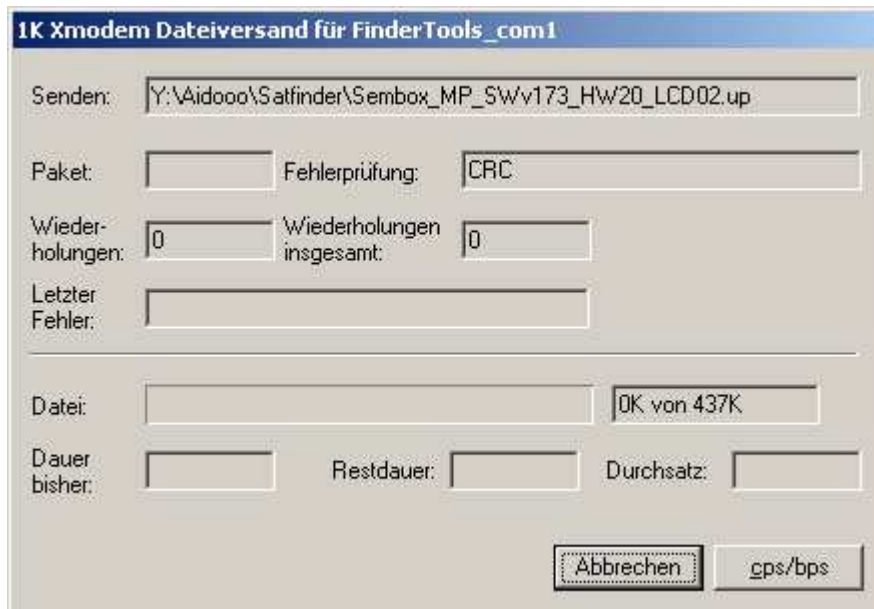 1K Xmodem Dateiversand für FinderTools_com1
Senden: Y:\Aidooo\Satfinder\Sembox_MP_SWv173_HW20_LCD02.up
Paket: Fehlerprüfung: CRC
Wieder-
holungen: 0 Wiederholungen
insgesamt: 0
Letzter
Fehler:
Datei: 0K von 437K
Dauer
bisher: Restdauer: Durchsatz:
Abbrechen cps/bps